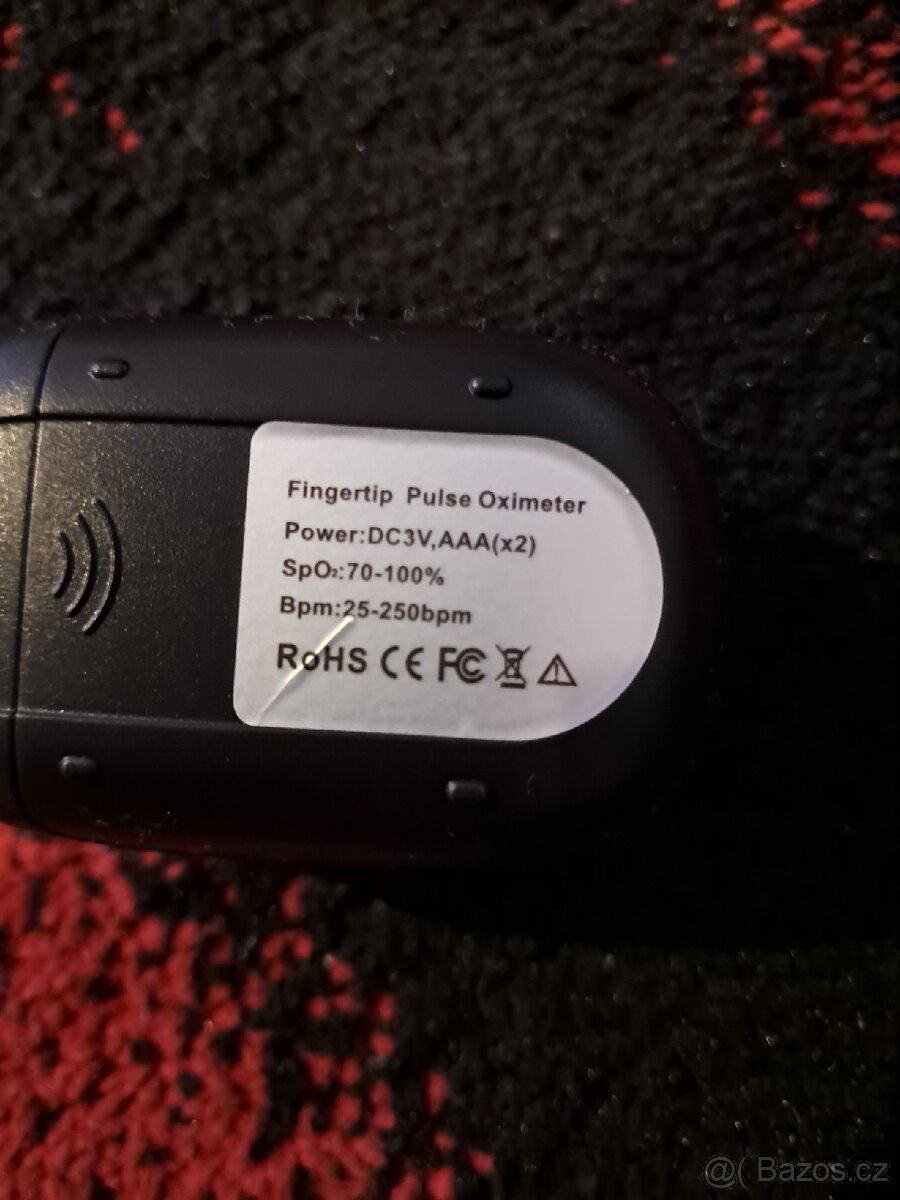 Fingertip Pulse Oximeter
Power:DC3V,AAA(x2)
SpO₂:70-100%
Bpm:25-250bpm
RoHS CE FC
@( Bazos.cz